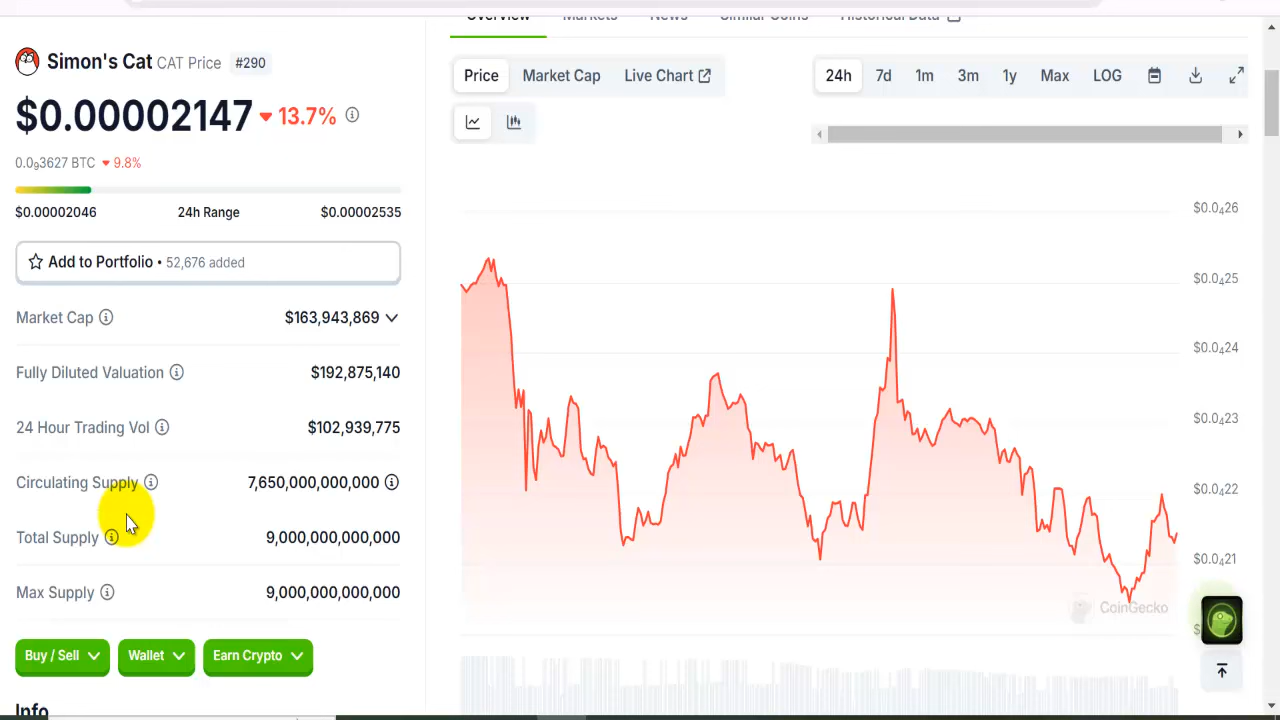 Overview Markets News Similar Coins Historical Data
Simon's Cat CAT Price #290
$0.00002147 13.7%
0.0₉3627 BTC 9.8%
$0.00002046 24h Range $0.00002535
Add to Portfolio • 52,676 added
Market Cap $163,943,869
Fully Diluted Valuation $192,875,140
24 Hour Trading Vol $102,939,775
Circulating Supply 7,650,000,000,000
Total Supply 9,000,000,000,000
Max Supply 9,000,000,000,000
Buy / Sell Wallet Earn Crypto
Info
Price Market Cap Live Chart
24h 7d 1m 3m 1y Max LOG
$0.0₄26
$0.0₄25
$0.0₄24
$0.0₄23
$0.0₄22
$0.0₄21
CoinGecko